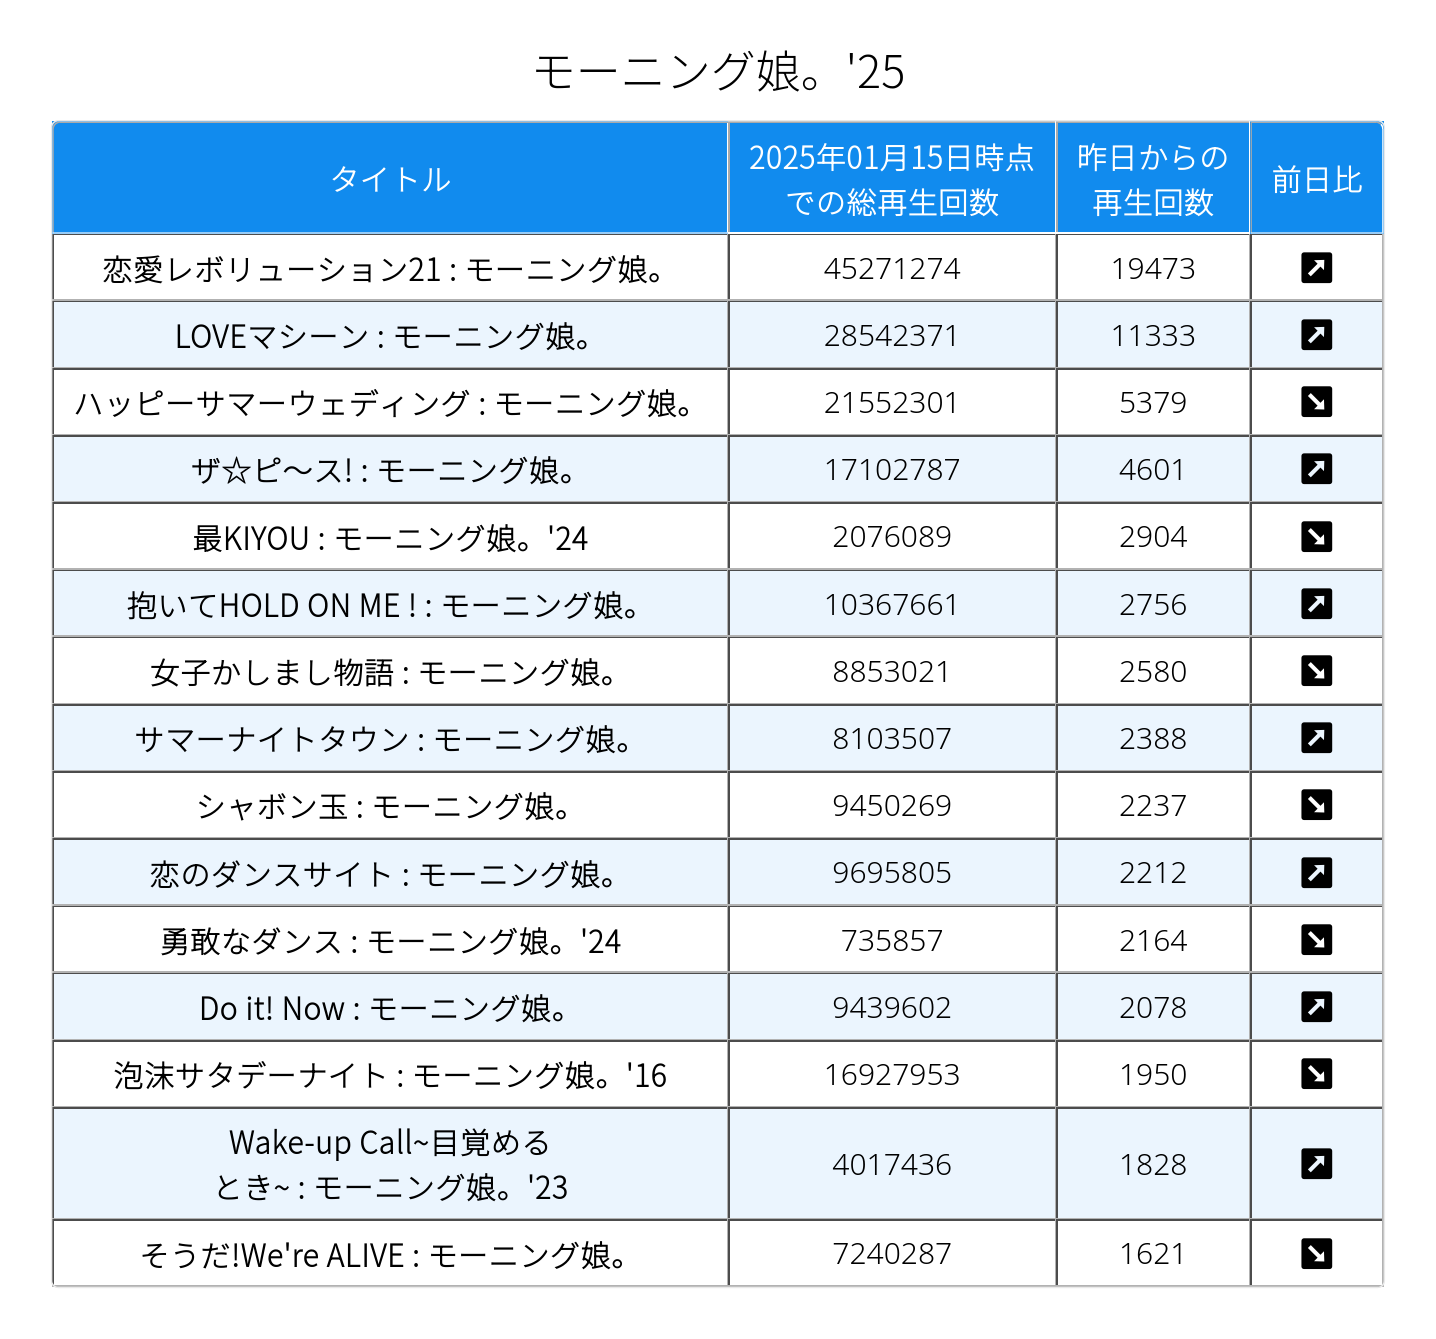 モーニング娘。'25
タイトル
2025年01月15日時点
での総再生回数
昨日からの
再生回数
前日比
恋愛レボリューション21 : モーニング娘。 45271274 19473
LOVEマシーン : モーニング娘。 28542371 11333
ハッピーサマーウェディング : モーニング娘。 21552301 5379
ザ☆ピ〜ス! : モーニング娘。 17102787 4601
最KIYOU : モーニング娘。'24 2076089 2904
抱いてHOLD ON ME ! : モーニング娘。 10367661 2756
女子かしまし物語 : モーニング娘。 8853021 2580
サマーナイトタウン : モーニング娘。 8103507 2388
シャボン玉 : モーニング娘。 9450269 2237
恋のダンスサイト : モーニング娘。 9695805 2212
勇敢なダンス : モーニング娘。'24 735857 2164
Do it! Now : モーニング娘。 9439602 2078
泡沫サタデーナイト : モーニング娘。'16 16927953 1950
Wake-up Call~目覚める
とき~ : モーニング娘。'23 4017436 1828
そうだ!We're ALIVE : モーニング娘。 7240287 1621